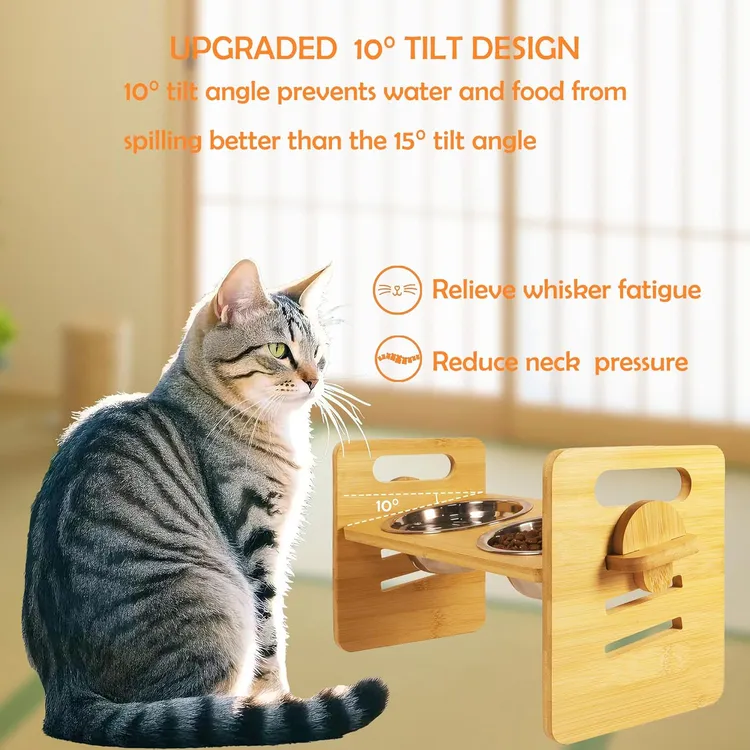 UPGRADED 10° TILT DESIGN
10° tilt angle prevents water and food from
spilling better than the 15° tilt angle
Relieve whisker fatigue
Reduce neck pressure
10°